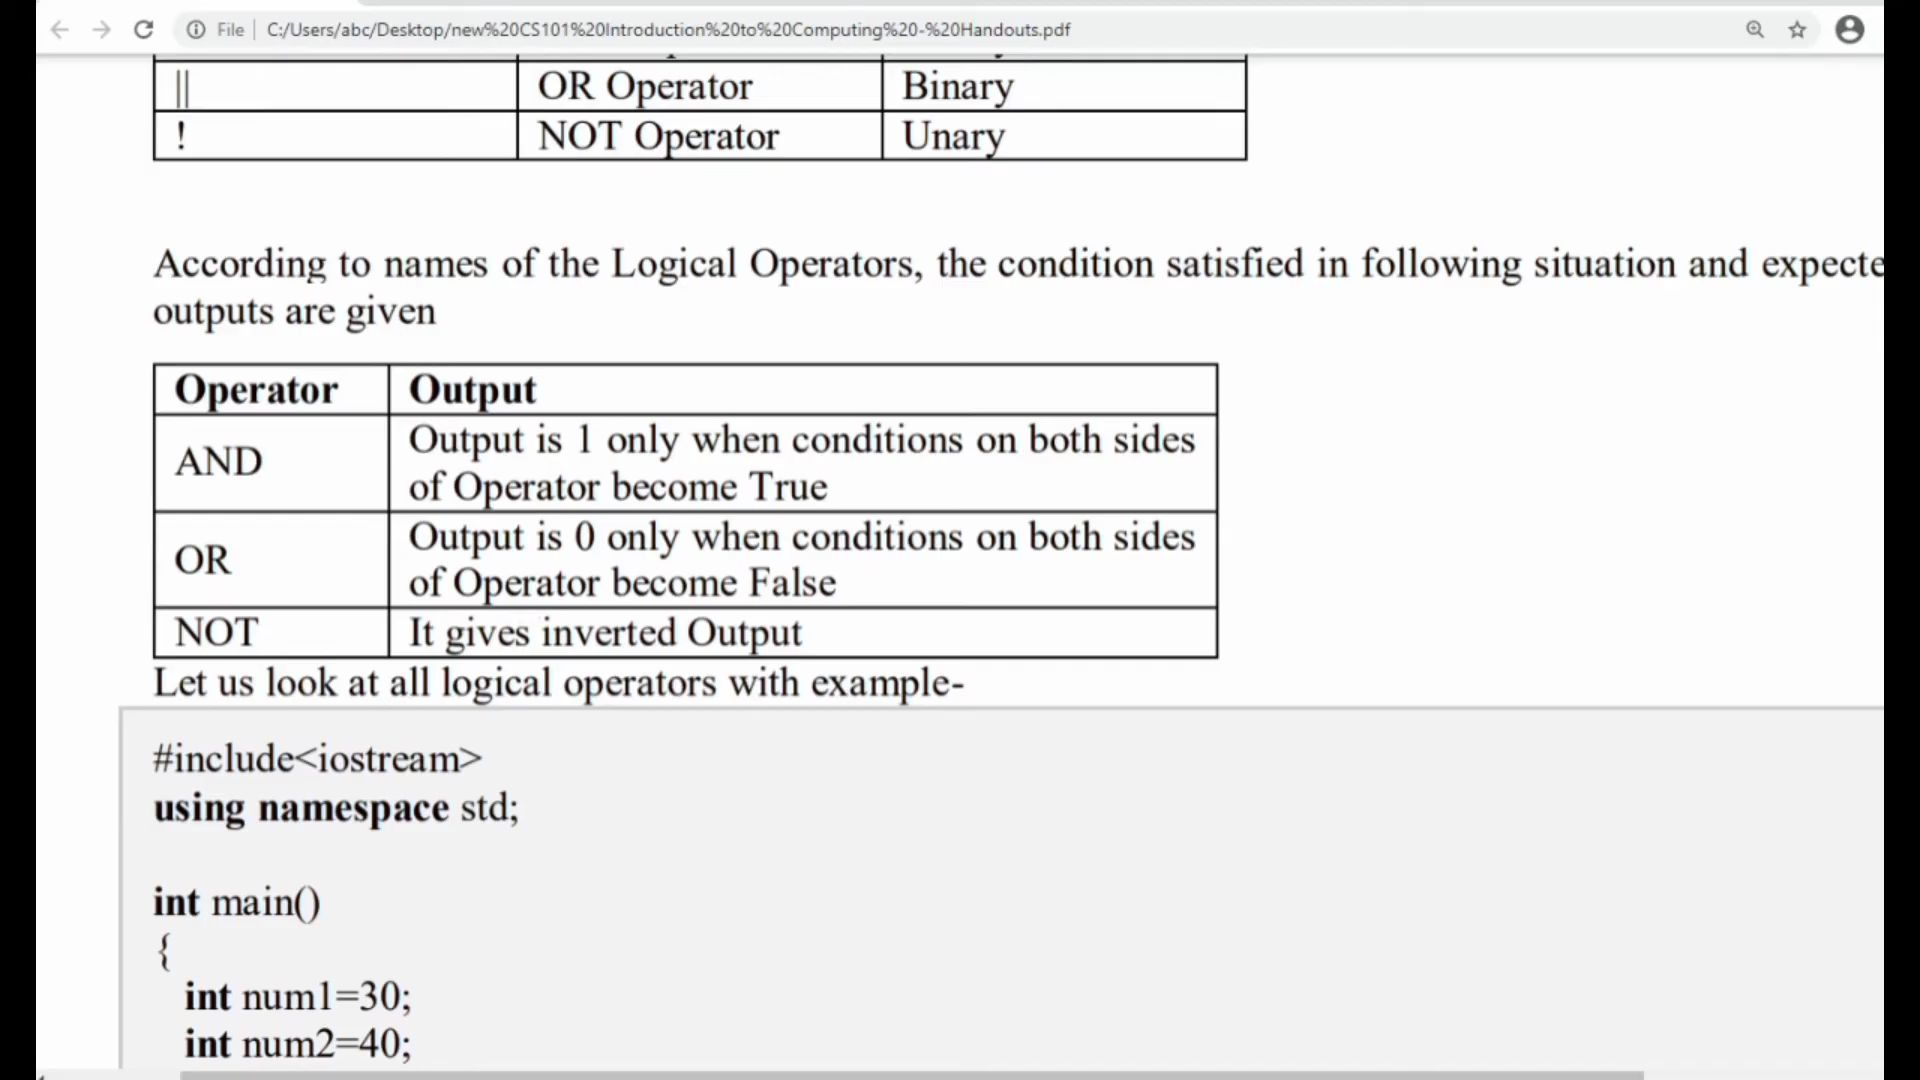 File C:/Users/abc/Desktop/new%20CS101%20Introduction%20to%20Computing%20-%20Handouts.pdf
|| OR Operator Binary
! NOT Operator Unary
According to names of the Logical Operators, the condition satisfied in following situation and expecte
outputs are given
Operator Output
AND Output is 1 only when conditions on both sides
of Operator become True
OR Output is 0 only when conditions on both sides
of Operator become False
NOT It gives inverted Output
Let us look at all logical operators with example-
#include<iostream>
using namespace std;
int main()
{
int num1=30;
int num2=40;